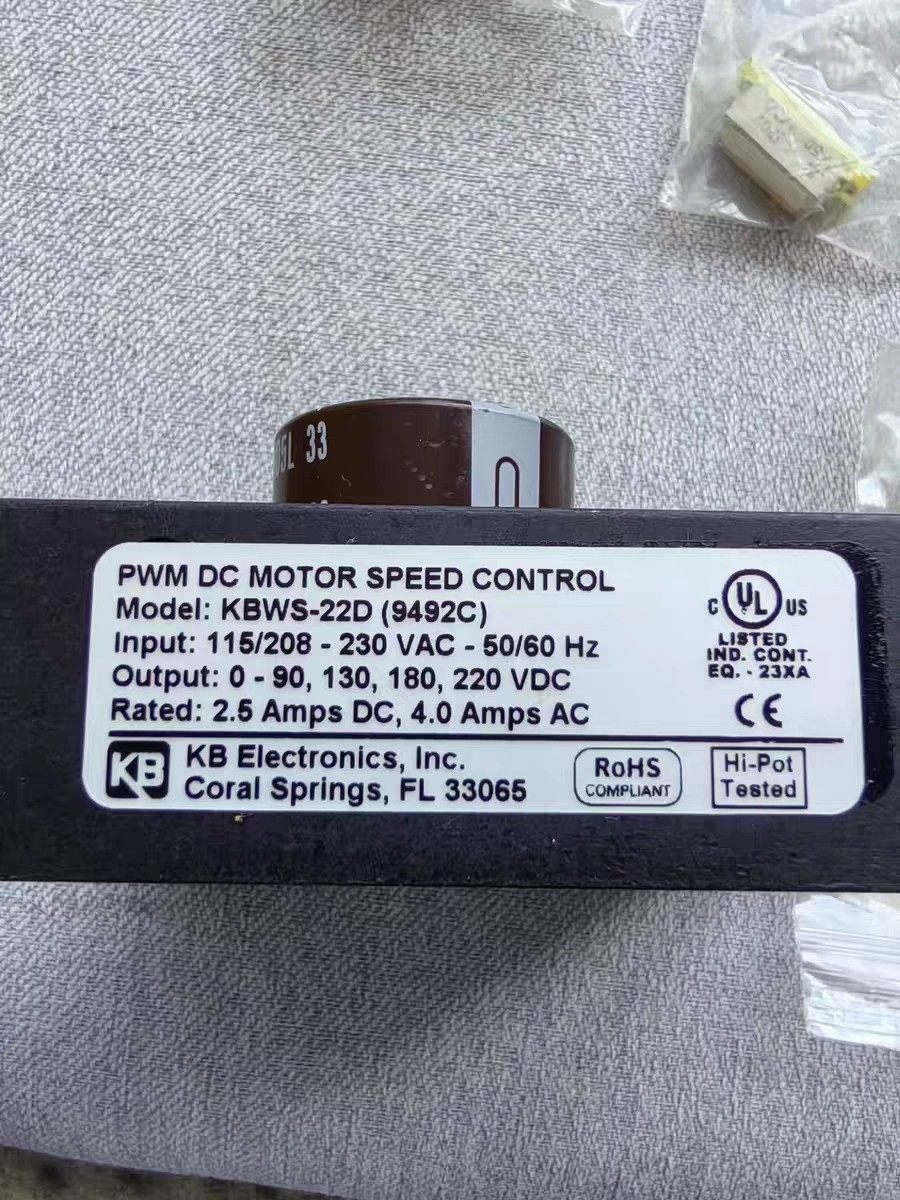 33
PWM DC MOTOR SPEED CONTROL
Model: KBWS-22D (9492C)
Input: 115/208 - 230 VAC - 50/60 Hz
Output: 0 - 90, 130, 180, 220 VDC
Rated: 2.5 Amps DC, 4.0 Amps AC
C UL US
LISTED
IND. CONT.
EQ. - 23XA
CE
KB
KB Electronics, Inc.
Coral Springs, FL 33065
RoHS
COMPLIANT
Hi-Pot
Tested